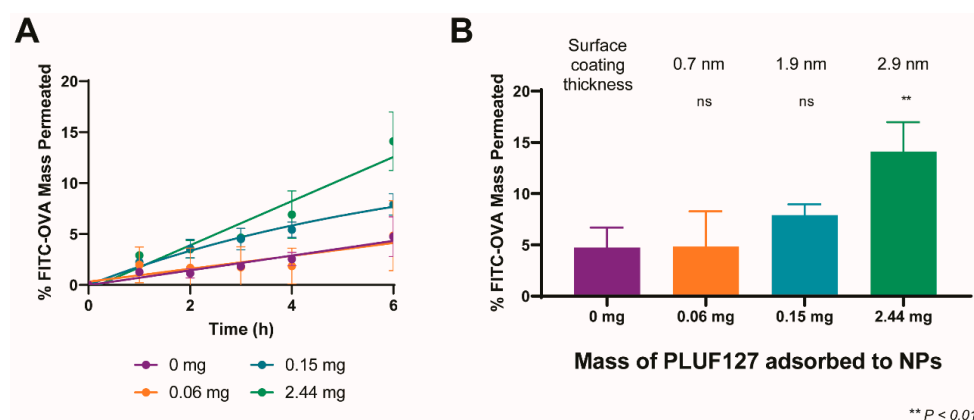 A
% FITC-OVA Mass Permeated
20
15
10
5
0
0 2 4 6
Time (h)
0 mg 0.15 mg
0.06 mg 2.44 mg
B
Surface
coating
thickness
0.7 nm 1.9 nm 2.9 nm
ns ns **
% FITC-OVA Mass Permeated
20
15
10
5
0
0 mg 0.06 mg 0.15 mg 2.44 mg
Mass of PLUF127 adsorbed to NPs
** P < 0.01